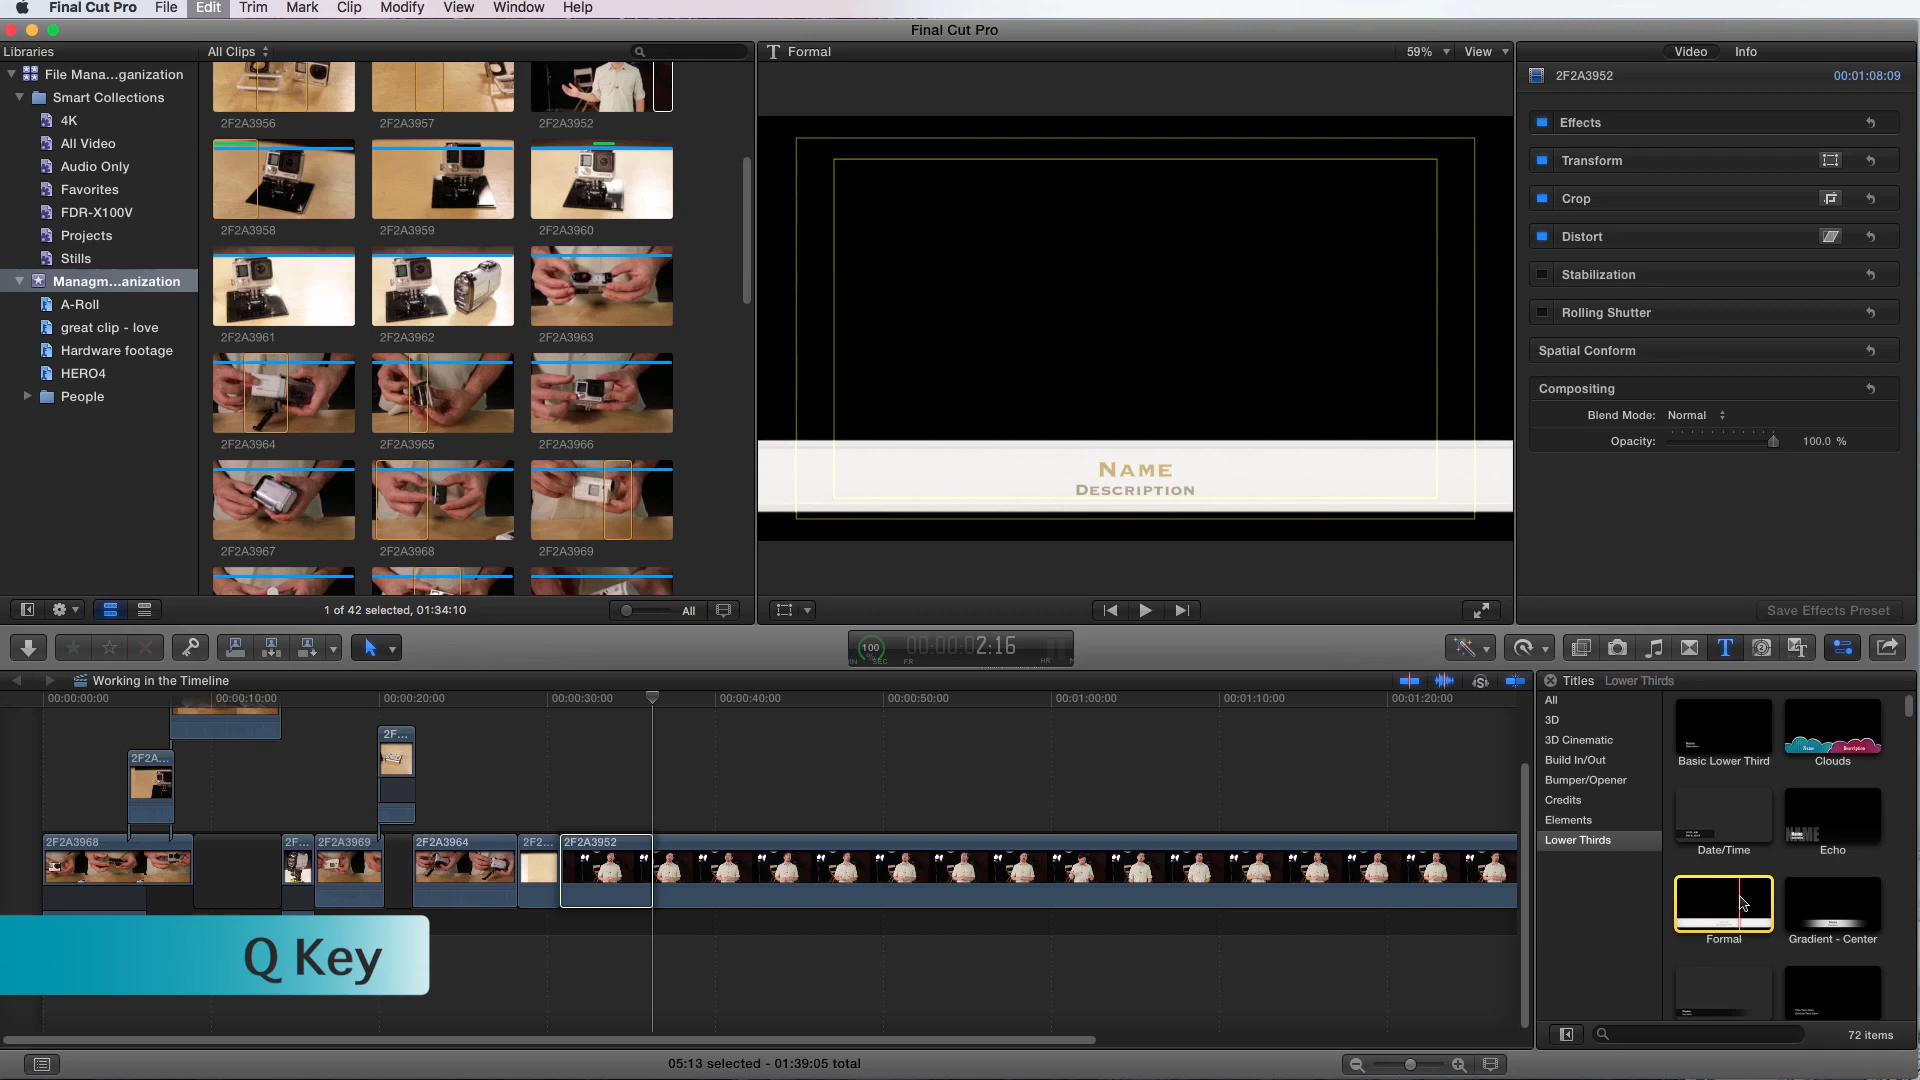 Final Cut Pro File Edit Trim Mark Clip Modify View Window Help
Final Cut Pro
Libraries
File Mana...ganization
Smart Collections
4K
All Video
Audio Only
Favorites
FDR-X100V
Projects
Stills
Managm...anization
A-Roll
great clip - love
Hardware footage
HERO4
People
All Clips
2F2A3956 2F2A3957 2F2A3952
2F2A3958 2F2A3959 2F2A3960
2F2A3961 2F2A3962 2F2A3963
2F2A3964 2F2A3965 2F2A3966
2F2A3967 2F2A3968 2F2A3969
1 of 42 selected, 01:34:10
All
Formal
59% View
NAME
DESCRIPTION
Video Info
2F2A3952 00:01:08:09
Effects
Transform
Crop
Distort
Stabilization
Rolling Shutter
Spatial Conform
Compositing
Blend Mode: Normal
Opacity: 100.0 %
Save Effects Preset
100 00:00:02:16
Working in the Timeline
00:00:00:00 00:00:10:00 00:00:20:00 00:00:30:00 00:00:40:00 00:00:50:00 00:01:00:00 00:01:10:00 00:01:20:00
2F2A...
2F...
2F2A3968 2F... 2F2A3969 2F2A3964 2F2... 2F2A3952
Q Key
05:13 selected - 01:39:05 total
Titles Lower Thirds
All
3D
3D Cinematic
Build In/Out
Bumper/Opener
Credits
Elements
Lower Thirds
Basic Lower Third Clouds
Date/Time Echo
Formal Gradient - Center
72 items